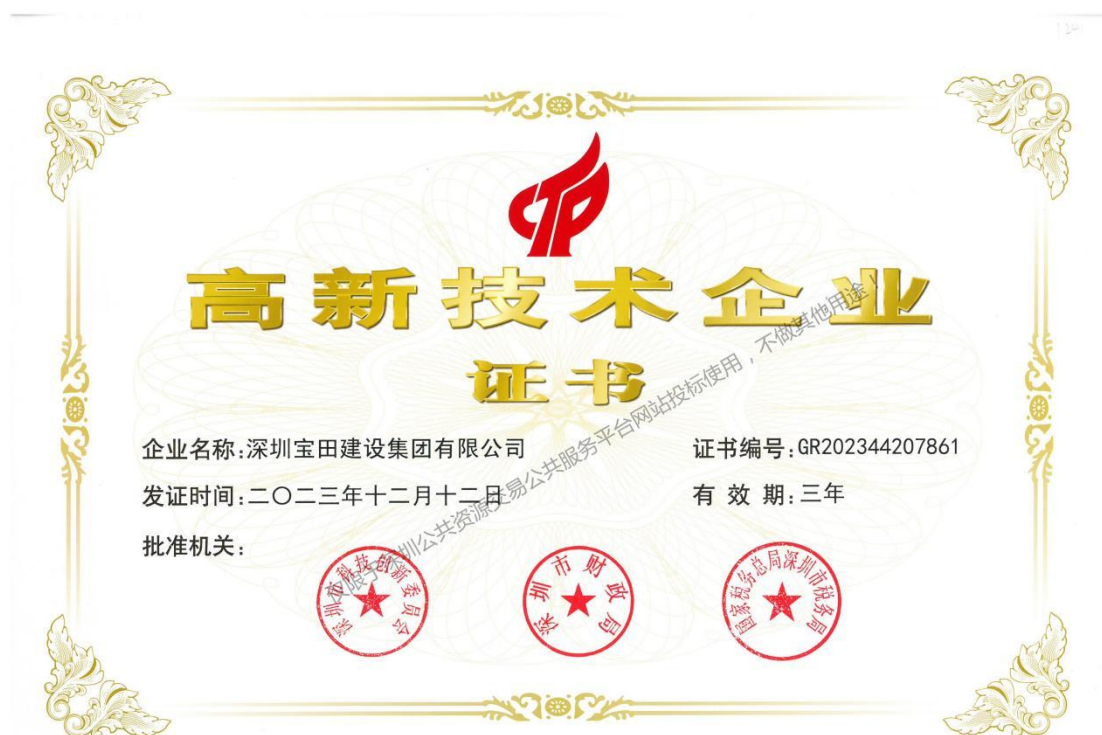 高新技术企业
证书
企业名称:深圳宝田建设集团有限公司
证书编号:GR202344207861
发证时间:二〇二三年十二月十二日
有 效 期:三年
批准机关:
深圳市科技创新委员会
深圳市财政局
国家税务总局深圳市税务局
仅限于深圳公共资源交易公共服务平台网站投标使用,不做其他用途!